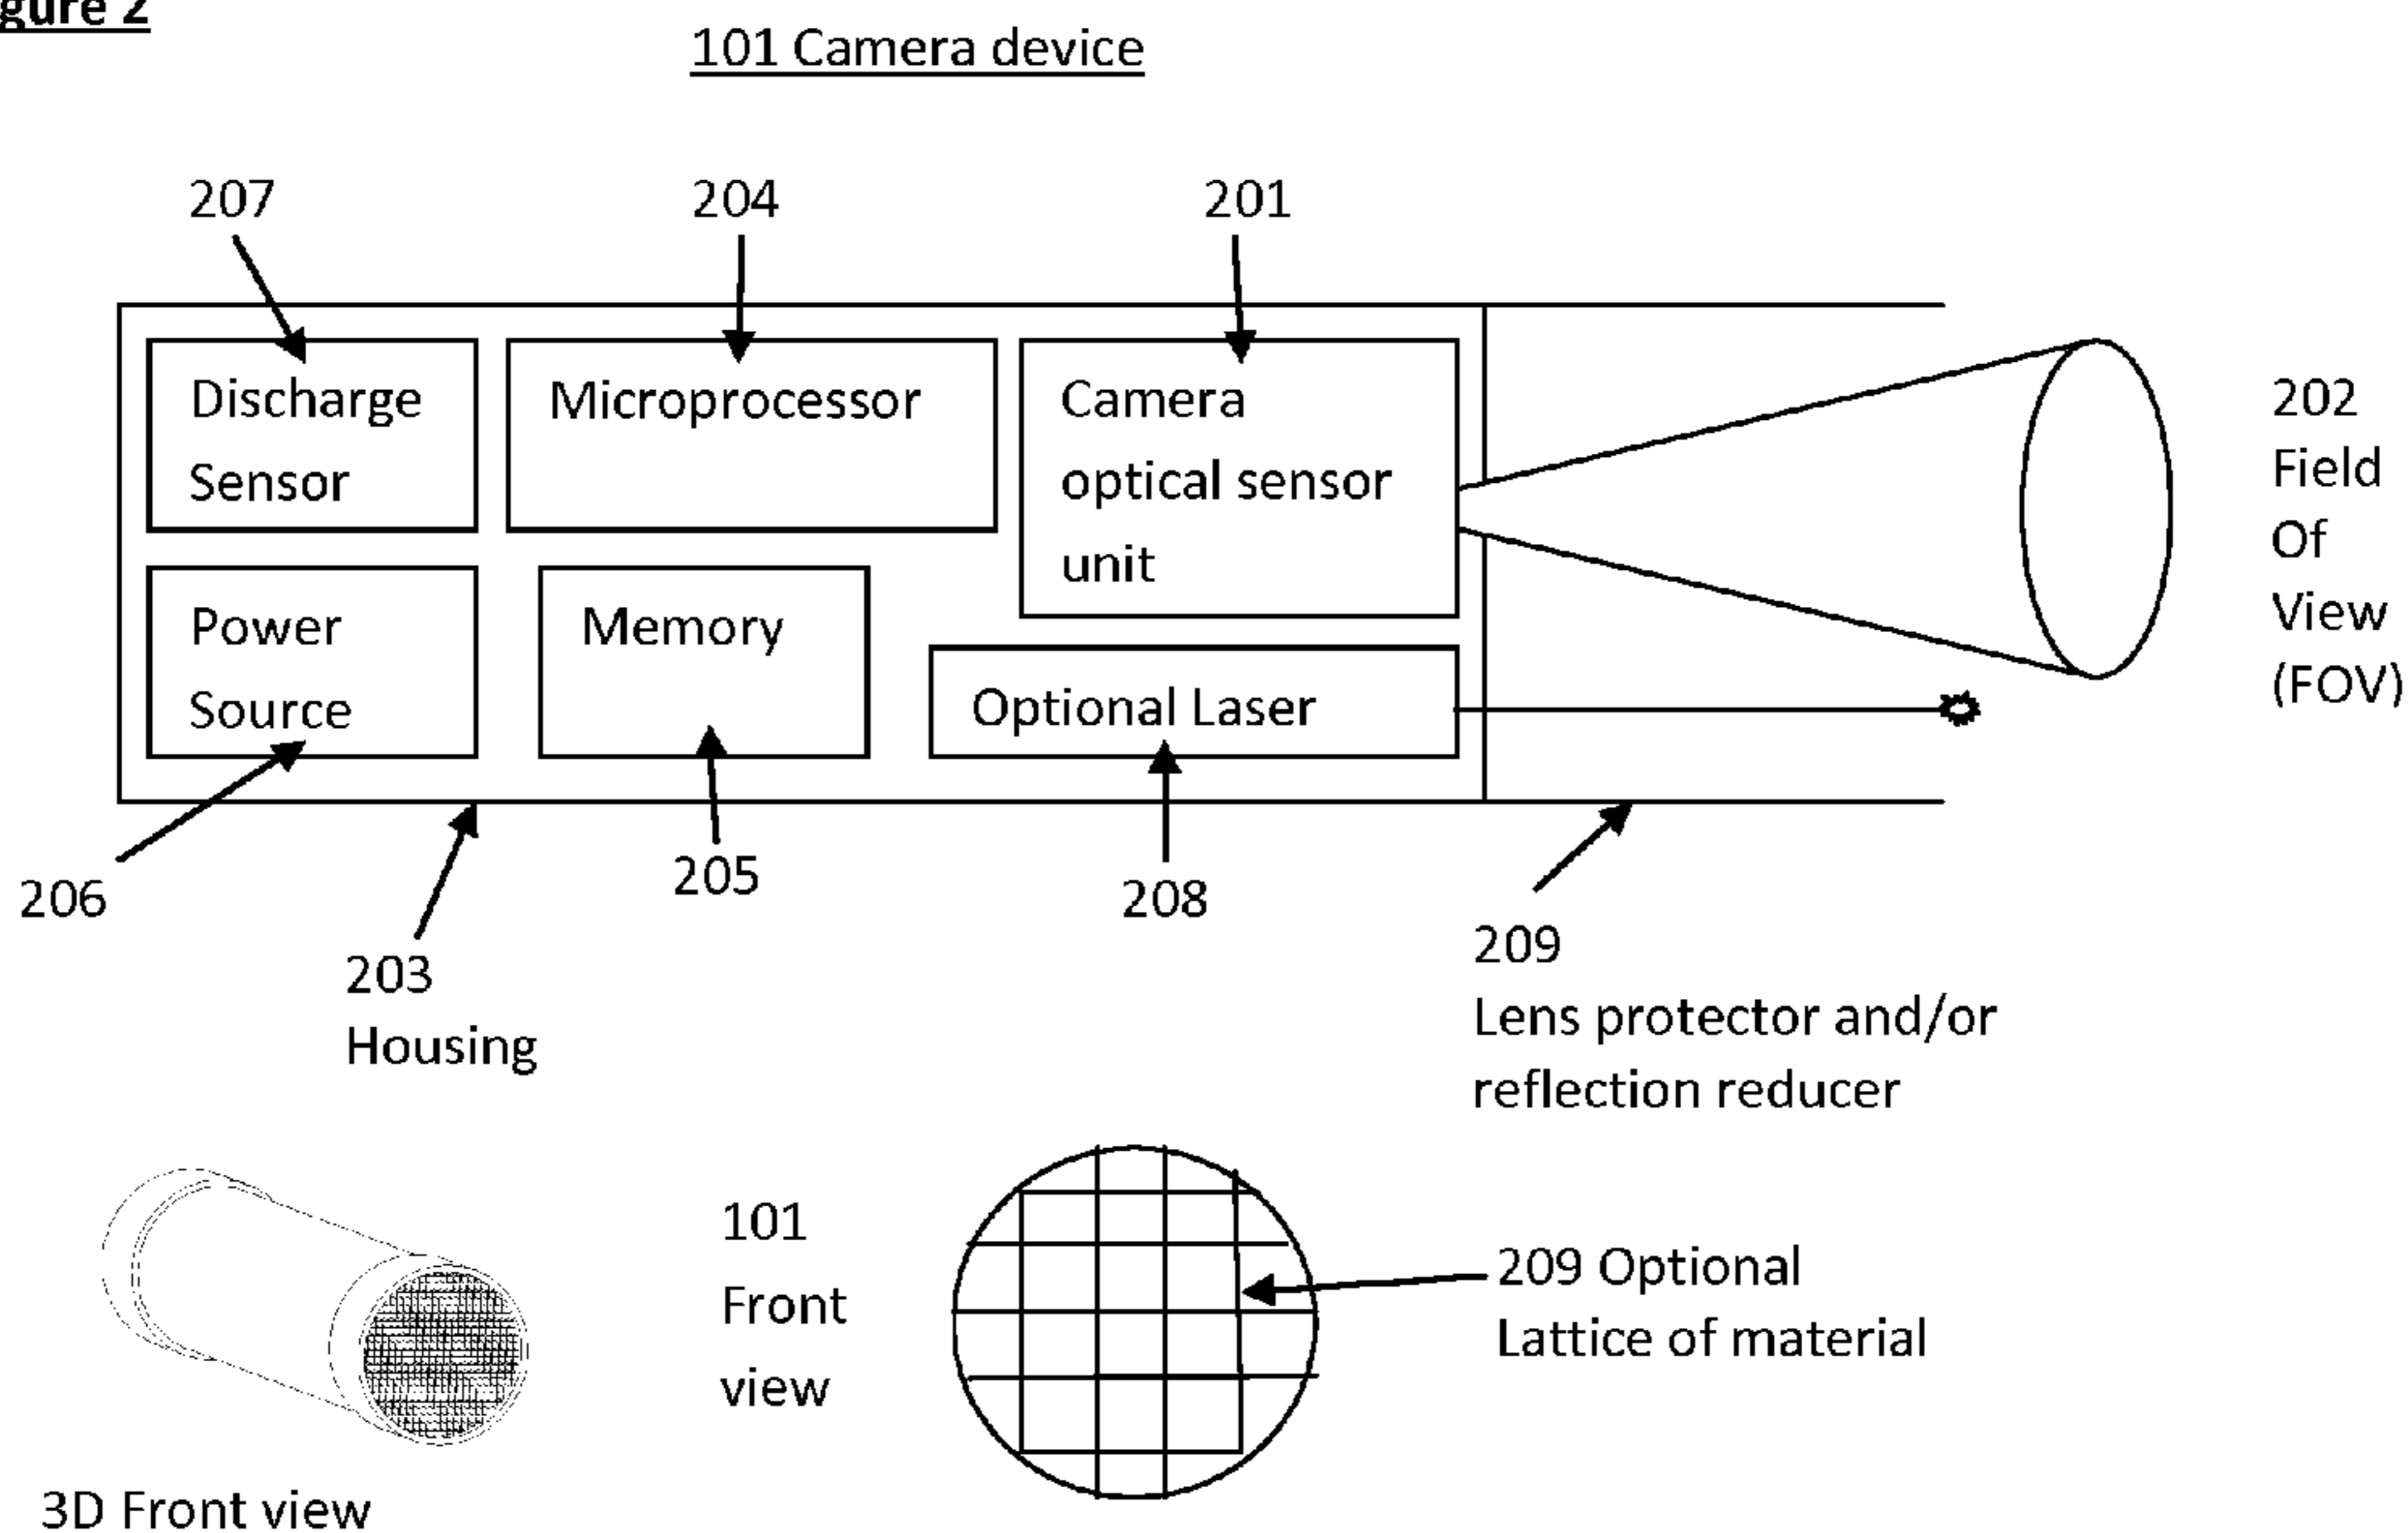 gure 2
101 Camera device
207
204
201
Discharge
Sensor
Microprocessor
Camera
optical sensor
unit
202
Field
Of
View
(FOV)
Power
Source
Memory
Optional Laser
206
203
Housing
205
208
209
Lens protector and/or
reflection reducer
101
Front
view
209 Optional
Lattice of material
3D Front view